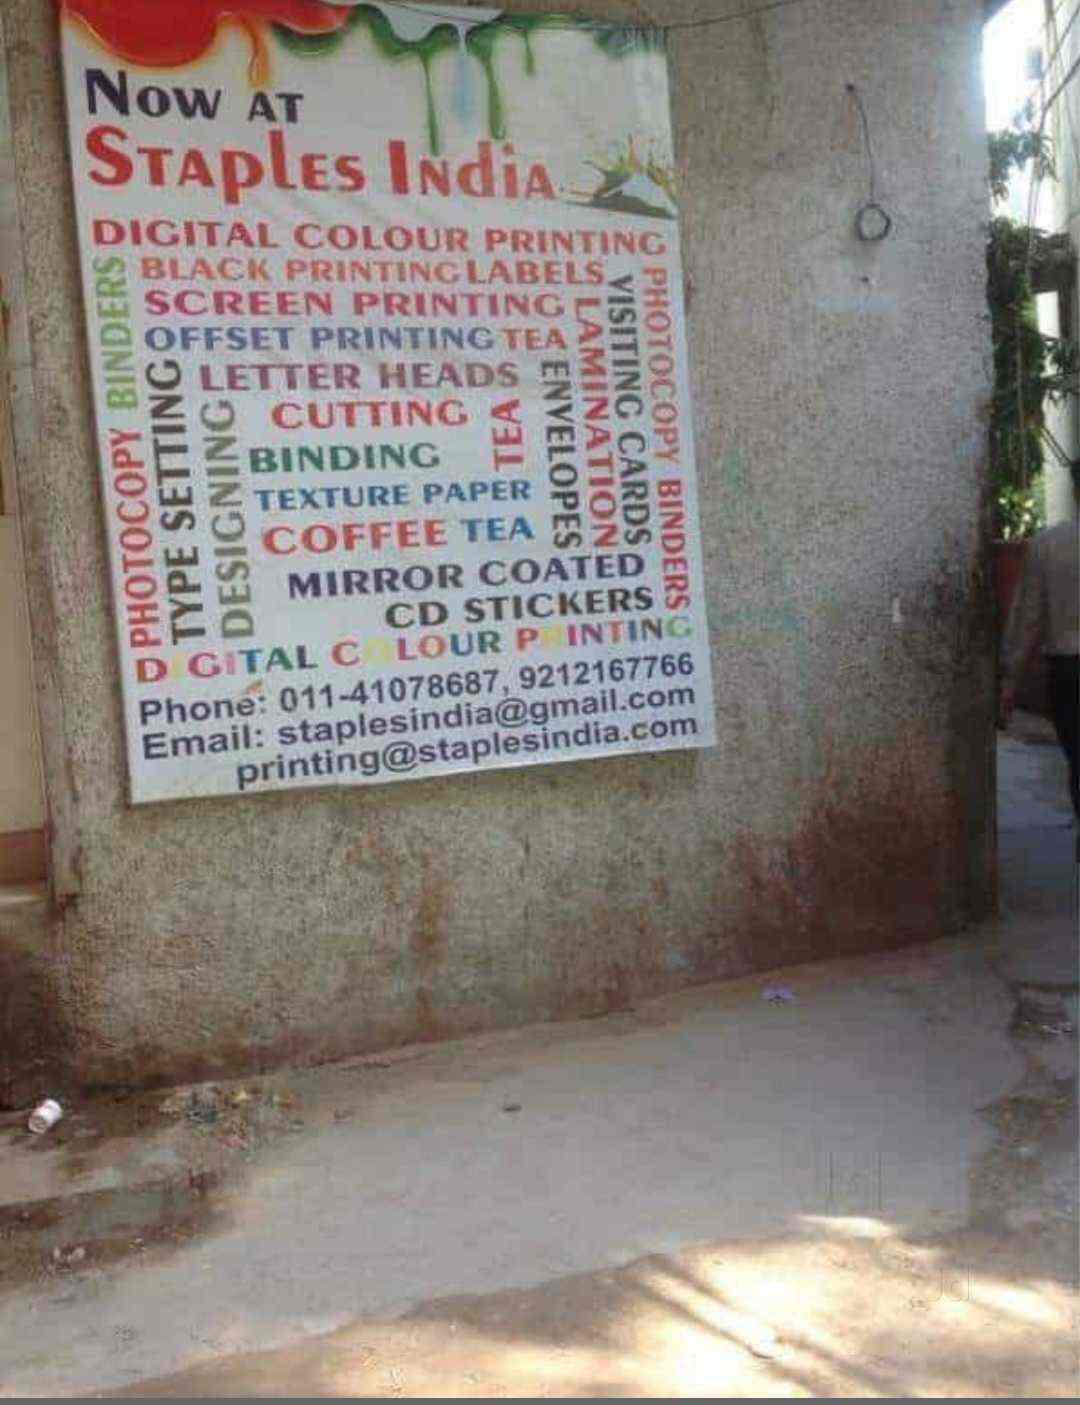 Now at
Staples India
DIGITAL COLOUR PRINTING
BLACK PRINTING LABELS
SCREEN PRINTING
OFFSET PRINTING TEA
LETTER HEADS
CUTTING
BINDING
TEXTURE PAPER
COFFEE TEA
MIRROR COATED
CD STICKERS
BINDERS
PHOTOCOPY
TYPE SETTING
DESIGNING
TEA
ENVELOPES
LAMINATION
VISITING CARDS
PHOTOCOPY BINDERS
DIGITAL COLOUR PRINTING
Phone: 011-41078687, 9212167766
Email: staplesindia@gmail.com
printing@staplesindia.com
Jd